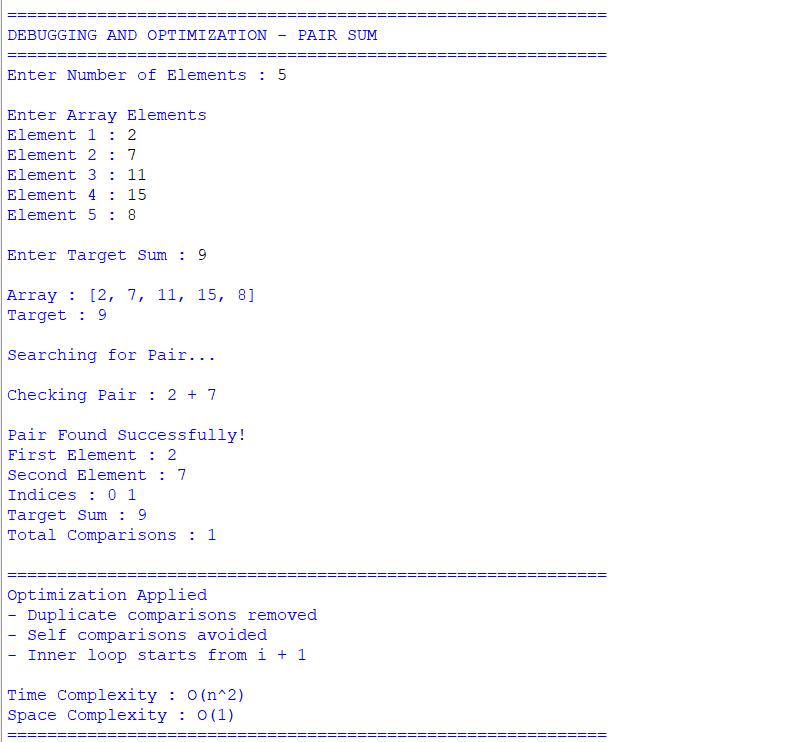 ============================================================
DEBUGGING AND OPTIMIZATION - PAIR SUM
============================================================
Enter Number of Elements : 5
Enter Array Elements
Element 1 : 2
Element 2 : 7
Element 3 : 11
Element 4 : 15
Element 5 : 8
Enter Target Sum : 9
Array : [2, 7, 11, 15, 8]
Target : 9
Searching for Pair...
Checking Pair : 2 + 7
Pair Found Successfully!
First Element : 2
Second Element : 7
Indices : 0 1
Target Sum : 9
Total Comparisons : 1
============================================================
Optimization Applied
- Duplicate comparisons removed
- Self comparisons avoided
- Inner loop starts from i + 1
Time Complexity : O(n^2)
Space Complexity : O(1)
============================================================